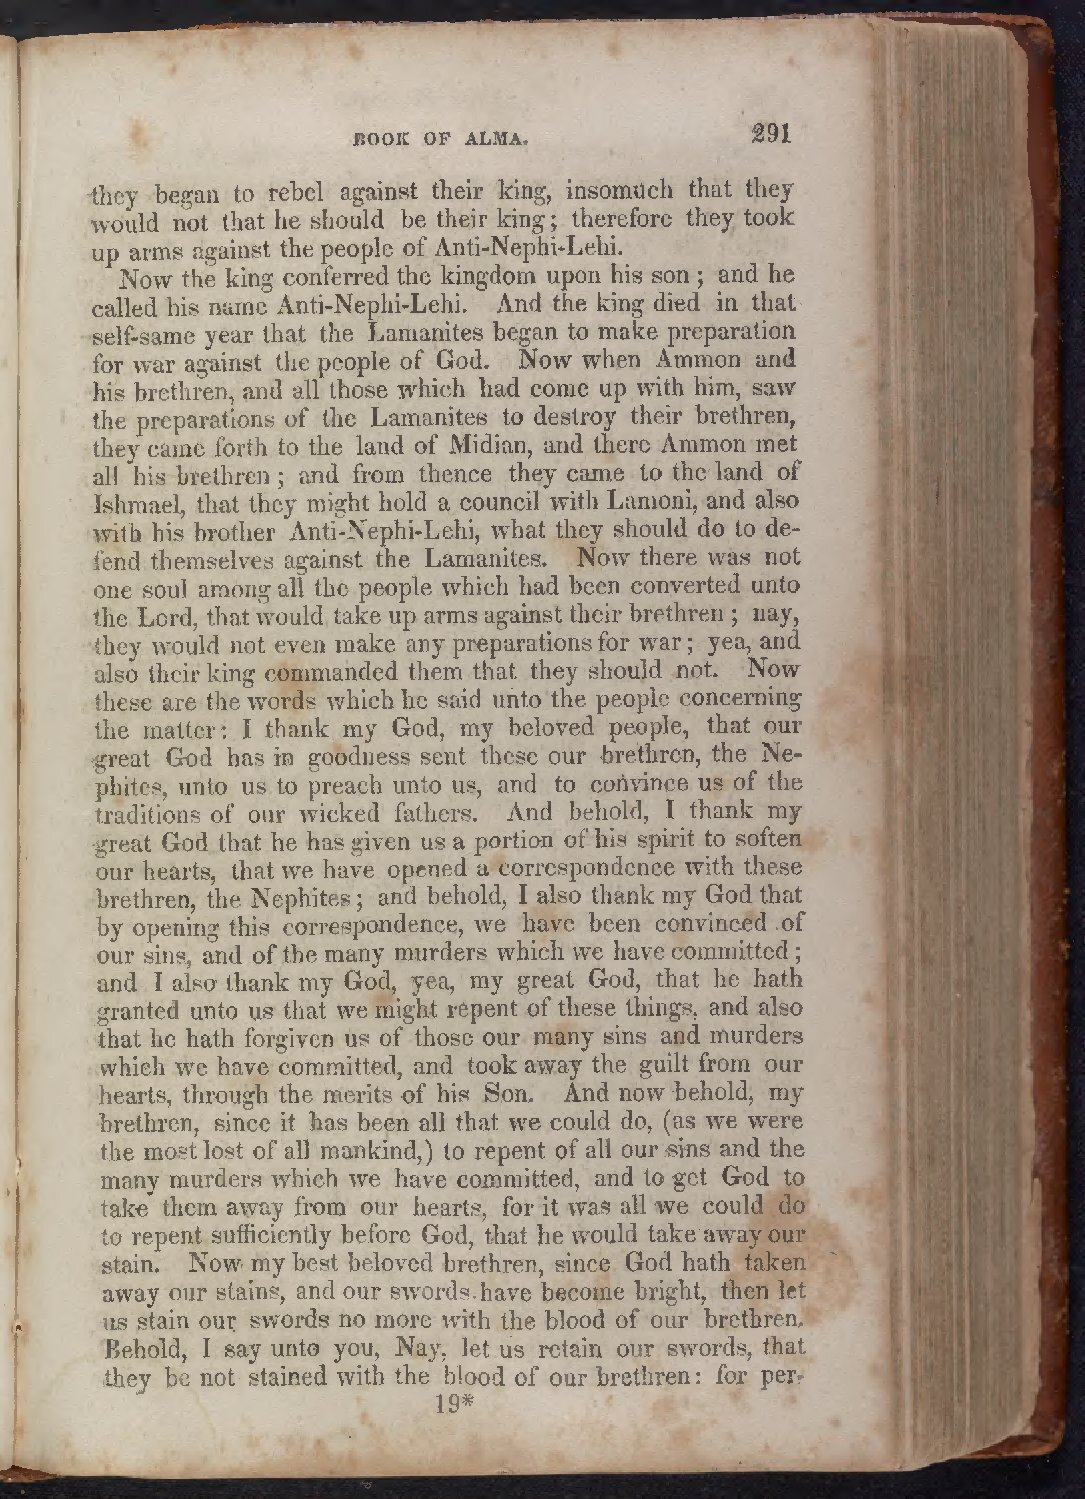 BOOK OF ALMA. 291
they began to rebel against their king, insomuch that they
would not that he should be their king; therefore they took
up arms against the people of Anti-Nephi-Lehi.
Now the king conferred the kingdom upon his son; and he
called his name Anti-Nephi-Lehi. And the king died in that
self-same year that the Lamanites began to make preparation
for war against the people of God. Now when Ammon and
his brethren, and all those which had come up with him, saw
the preparations of the Lamanites to destroy their brethren,
they came forth to the land of Midian, and there Ammon met
all his brethren; and from thence they came to the land of
Ishmael, that they might hold a council with Lamoni, and also
with his brother Anti-Nephi-Lehi, what they should do to de-
fend themselves against the Lamanites. Now there was not
one soul among all the people which had been converted unto
the Lord, that would take up arms against their brethren; nay,
they would not even make any preparations for war; yea, and
also their king commanded them that they should not. Now
these are the words which he said unto the people concerning
the matter: I thank my God, my beloved people, that our
great God has in goodness sent these our brethren, the Ne-
phites, unto us to preach unto us, and to convince us of the
traditions of our wicked fathers. And behold, I thank my
great God that he has given us a portion of his spirit to soften
our hearts, that we have opened a correspondence with these
brethren, the Nephites; and behold, I also thank my God that
by opening this correspondence, we have been convinced of
our sins, and of the many murders which we have committed;
and I also thank my God, yea, my great God, that he hath
granted unto us that we might repent of these things, and also
that he hath forgiven us of those our many sins and murders
which we have committed, and took away the guilt from our
hearts, through the merits of his Son. And now behold, my
brethren, since it has been all that we could do, (as we were
the most lost of all mankind,) to repent of all our sins and the
many murders which we have committed, and to get God to
take them away from our hearts, for it was all we could do
to repent sufficiently before God, that he would take away our
stain. Now my best beloved brethren, since God hath taken
away our stains, and our swords have become bright, then let
us stain our swords no more with the blood of our brethren.
Behold, I say unto you, Nay, let us retain our swords, that
they be not stained with the blood of our brethren: for per-
19*